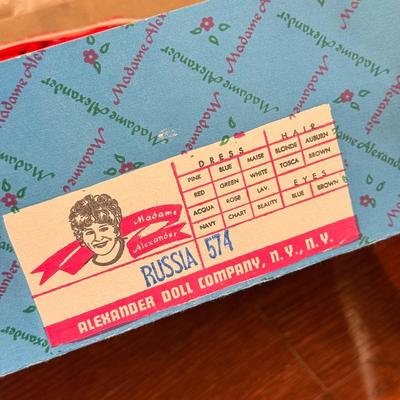 Madame Alexander
Madame Alexander
Madame Alexander
Madame Alexander
Madame
Alexander
DRESS HAIR
PINK BLUE MAISE BLONDE AUBURN
RED GREEN WHITE TOSCA BROWN
ACQUA ROSE LAV. EYES
NAVY CHART BEAUTY BLUE BROWN
RUSSIA 574
ALEXANDER DOLL COMPANY, N.Y., N.Y.